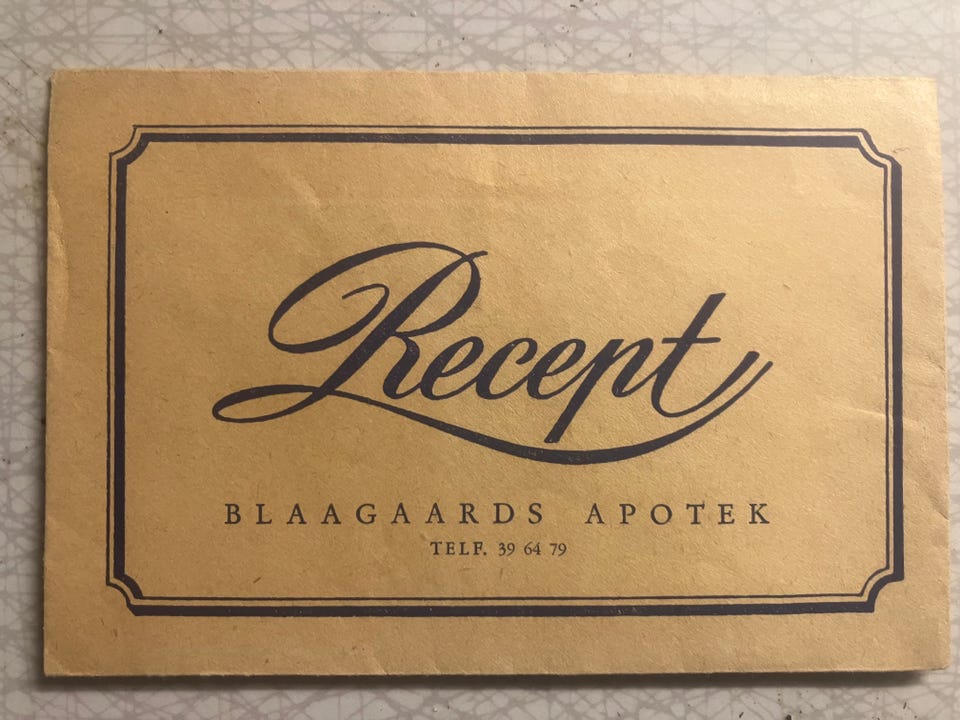 Recept
BLAAGAARDS APOTEK
TELF. 39 64 79